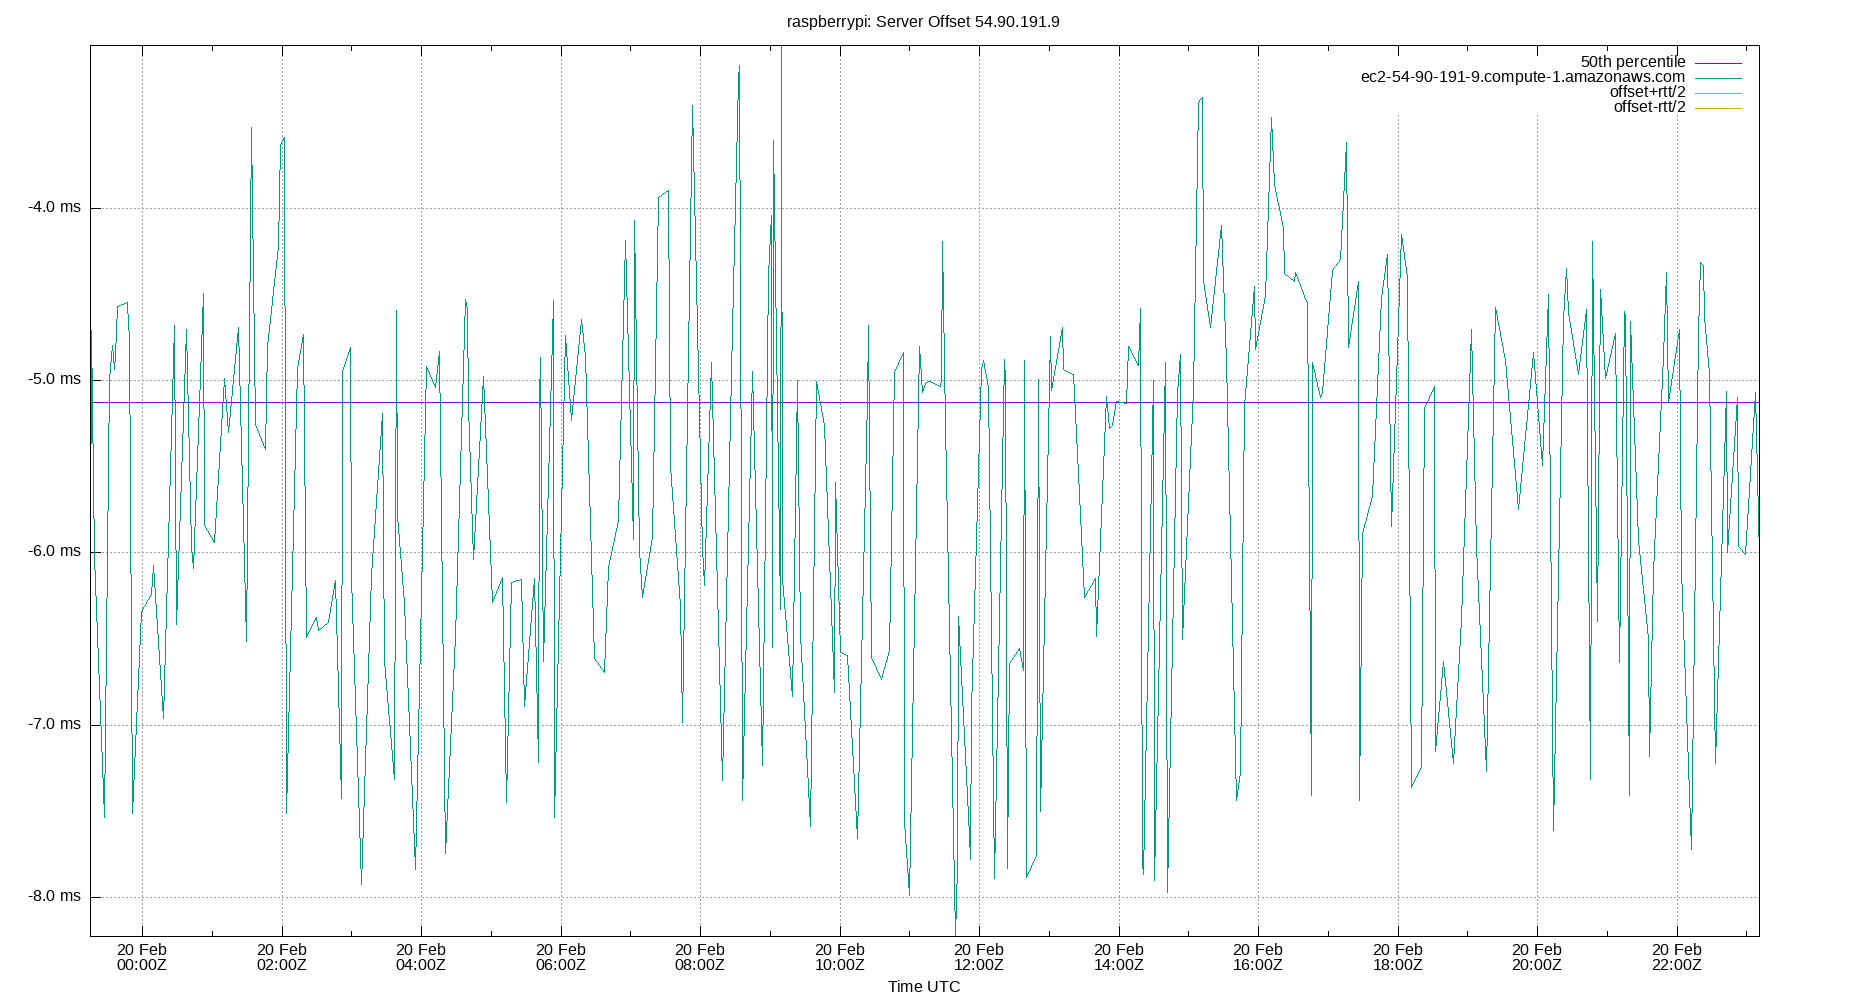 raspberrypi: Server Offset 54.90.191.9
50th percentile
ec2-54-90-191-9.compute-1.amazonaws.com
offset+rtt/2
offset-rtt/2
-4.0 ms
-5.0 ms
-6.0 ms
-7.0 ms
-8.0 ms
20 Feb 20 Feb 20 Feb 20 Feb 20 Feb 20 Feb 20 Feb 20 Feb 20 Feb 20 Feb 20 Feb 20 Feb
00:00Z 02:00Z 04:00Z 06:00Z 08:00Z 10:00Z 12:00Z 14:00Z 16:00Z 18:00Z 20:00Z 22:00Z
Time UTC